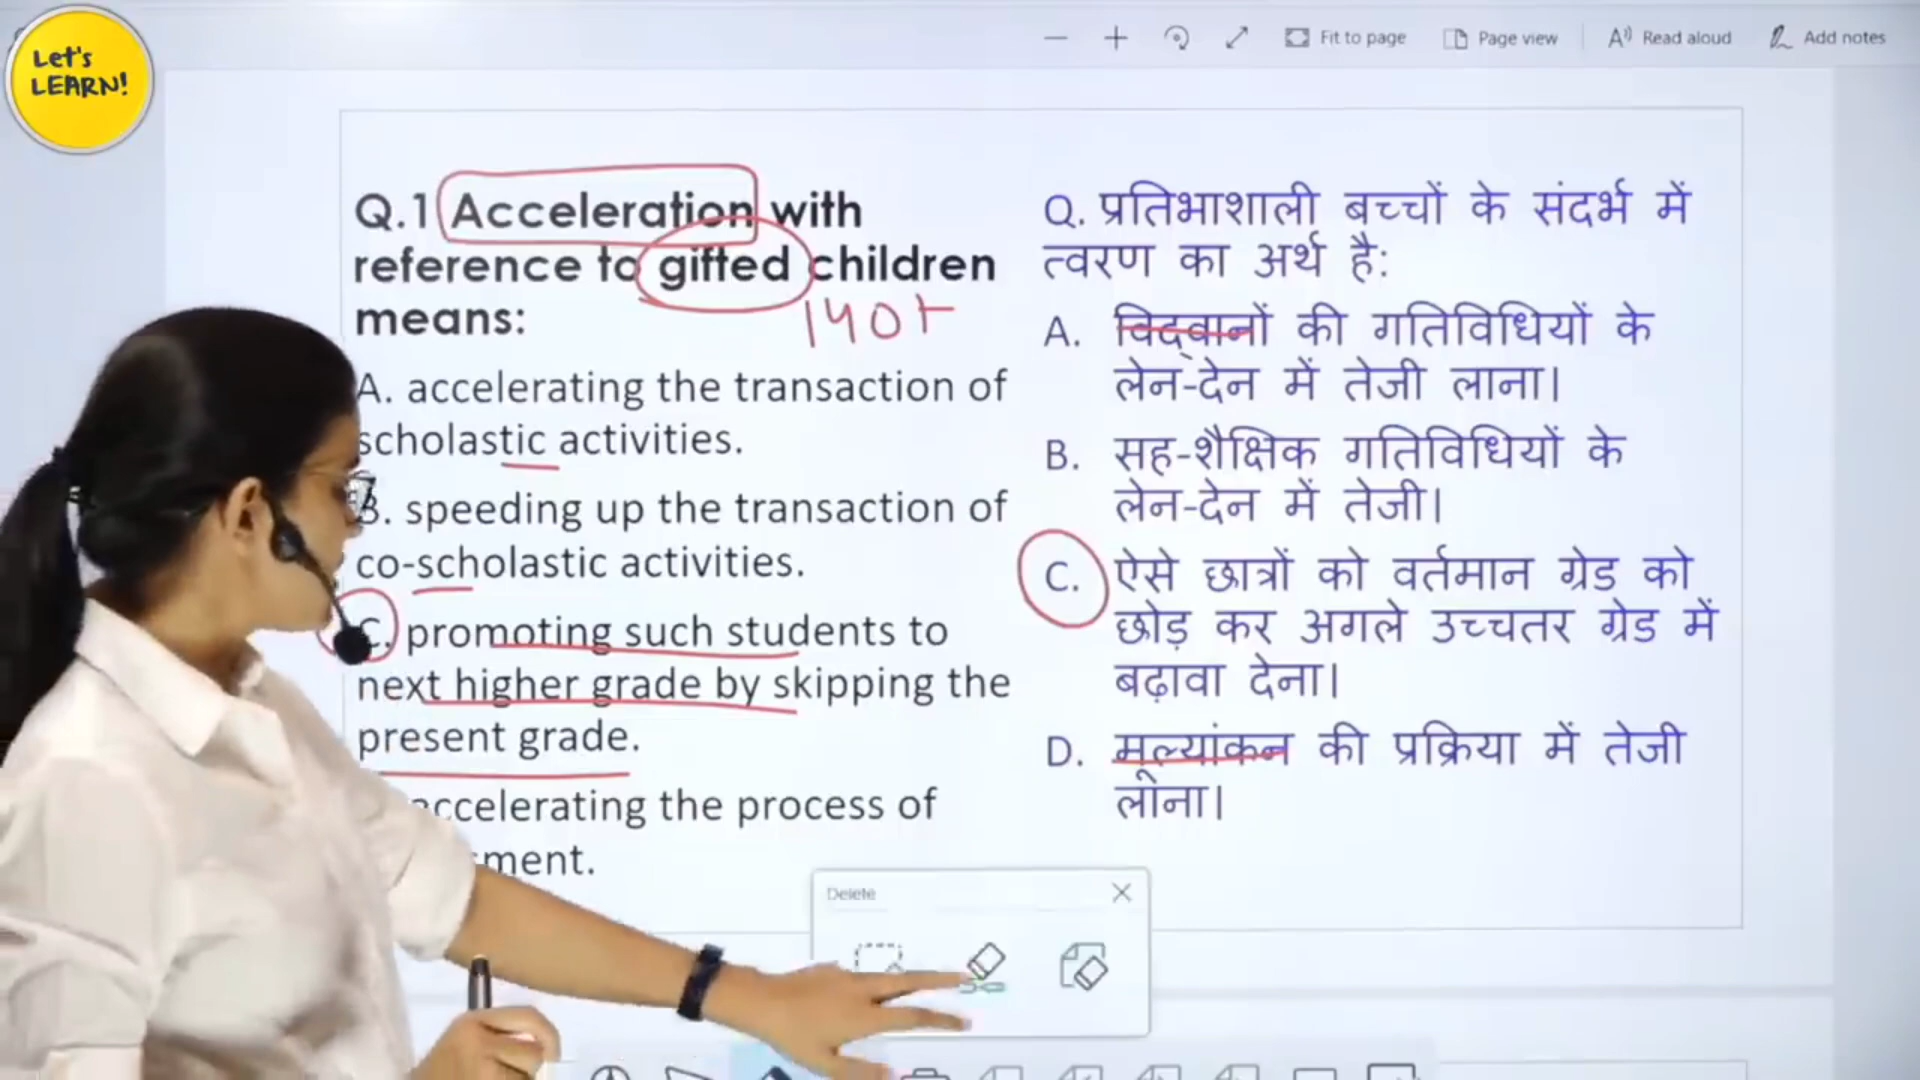 Let's
LEARN!
Fit to page
Page view
Read aloud
Add notes
Q.1 Acceleration with
reference to gifted children
means:
140+
A. accelerating the transaction of
scholastic activities.
B. speeding up the transaction of
co-scholastic activities.
C. promoting such students to
next higher grade by skipping the
present grade.
accelerating the process of
Q. प्रतिभाशाली बच्चों के संदर्भ में
त्वरण का अर्थ है:
A. विद्वानों की गतिविधियों के
लेन-देन में तेजी लाना।
B. सह-शैक्षिक गतिविधियों के
लेन-देन में तेजी।
C. ऐसे छात्रों को वर्तमान ग्रेड को
छोड़ कर अगले उच्चतर ग्रेड में
बढ़ावा देना।
D. मूल्यांकन की प्रक्रिया में तेजी
लाना।
Delete